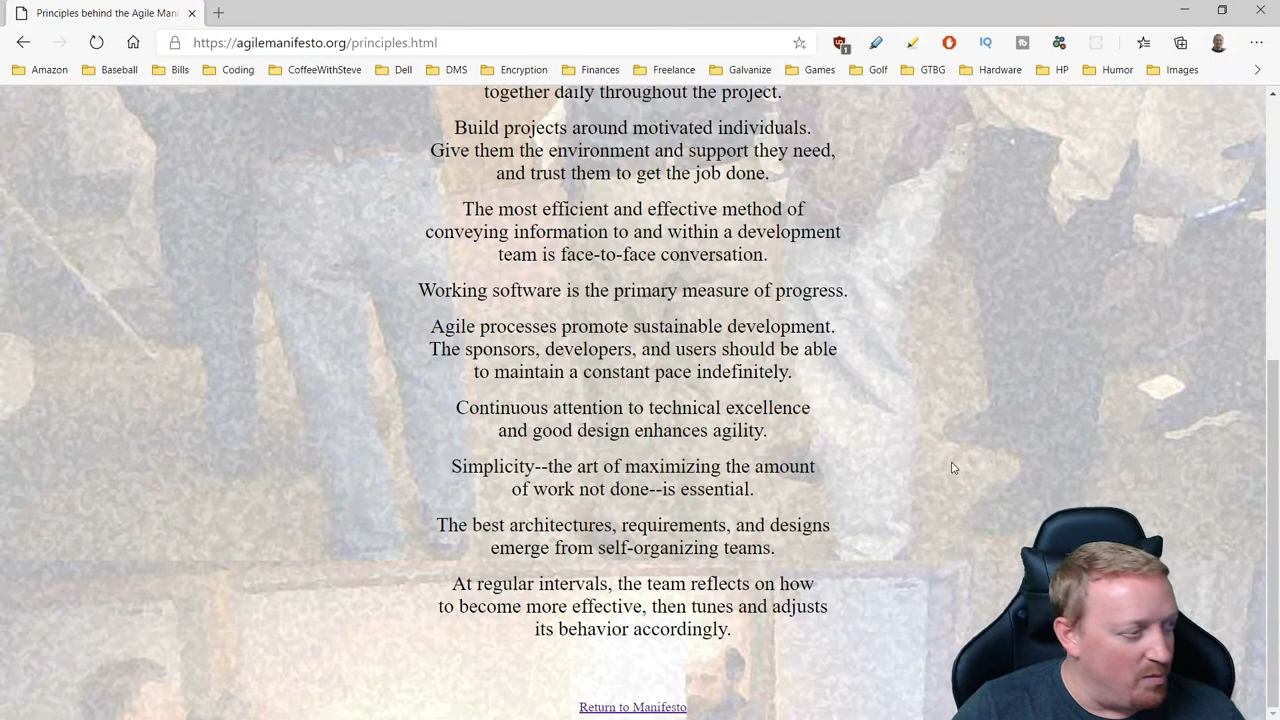 Principles behind the Agile Mani
https://agilemanifesto.org/principles.html
1
IQ
Amazon Baseball Bills Coding CoffeeWithSteve Dell DMS Encryption Finances Freelance Galvanize Games Golf GTBG Hardware HP Humor Images
together daily throughout the project.
Build projects around motivated individuals.
Give them the environment and support they need,
and trust them to get the job done.
The most efficient and effective method of
conveying information to and within a development
team is face-to-face conversation.
Working software is the primary measure of progress.
Agile processes promote sustainable development.
The sponsors, developers, and users should be able
to maintain a constant pace indefinitely.
Continuous attention to technical excellence
and good design enhances agility.
Simplicity--the art of maximizing the amount
of work not done--is essential.
The best architectures, requirements, and designs
emerge from self-organizing teams.
At regular intervals, the team reflects on how
to become more effective, then tunes and adjusts
its behavior accordingly.
Return to Manifesto